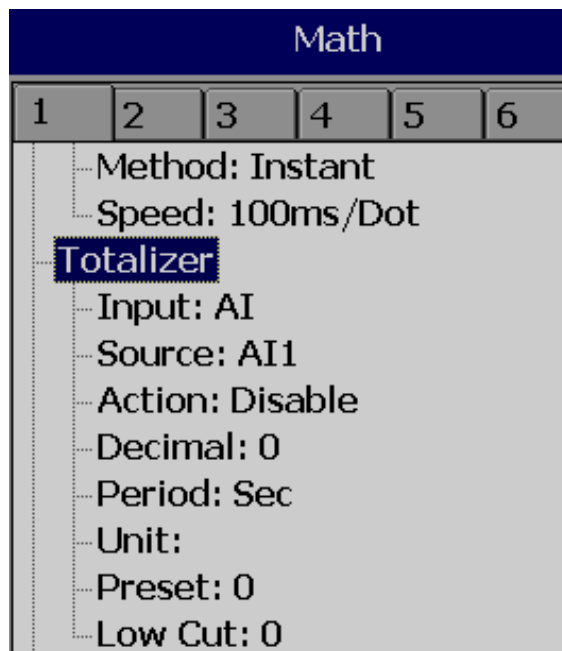 Math
1 2 3 4 5 6
Method: Instant
Speed: 100ms/Dot
Totalizer
Input: AI
Source: AI1
Action: Disable
Decimal: 0
Period: Sec
Unit:
Preset: 0
Low Cut: 0